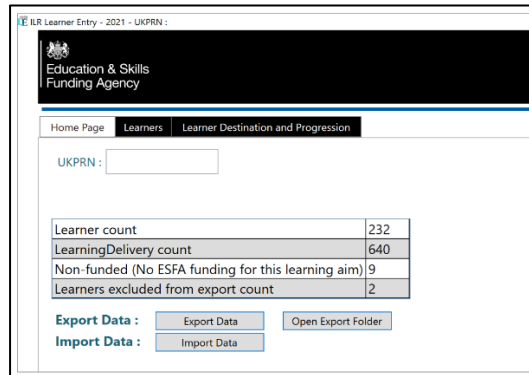 ILR Learner Entry - 2021 - UKPRN :
Education & Skills
Funding Agency
Home Page Learners Learner Destination and Progression
UKPRN :
Learner count 232
LearningDelivery count 640
Non-funded (No ESFA funding for this learning aim) 9
Learners excluded from export count 2
Export Data : Export Data Open Export Folder
Import Data : Import Data